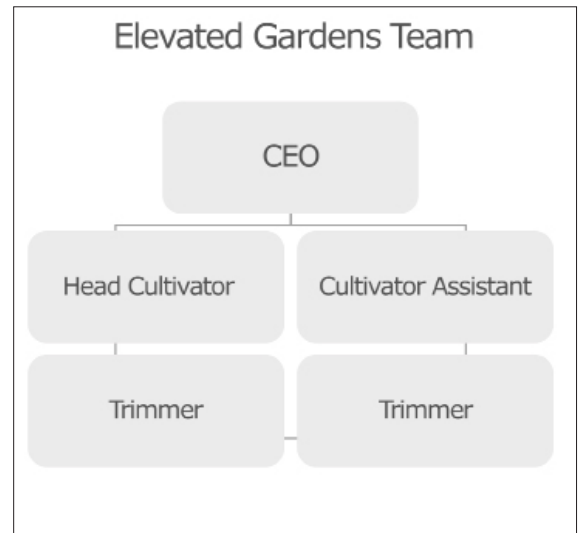 Elevated Gardens Team
CEO
Head Cultivator
Cultivator Assistant
Trimmer
Trimmer